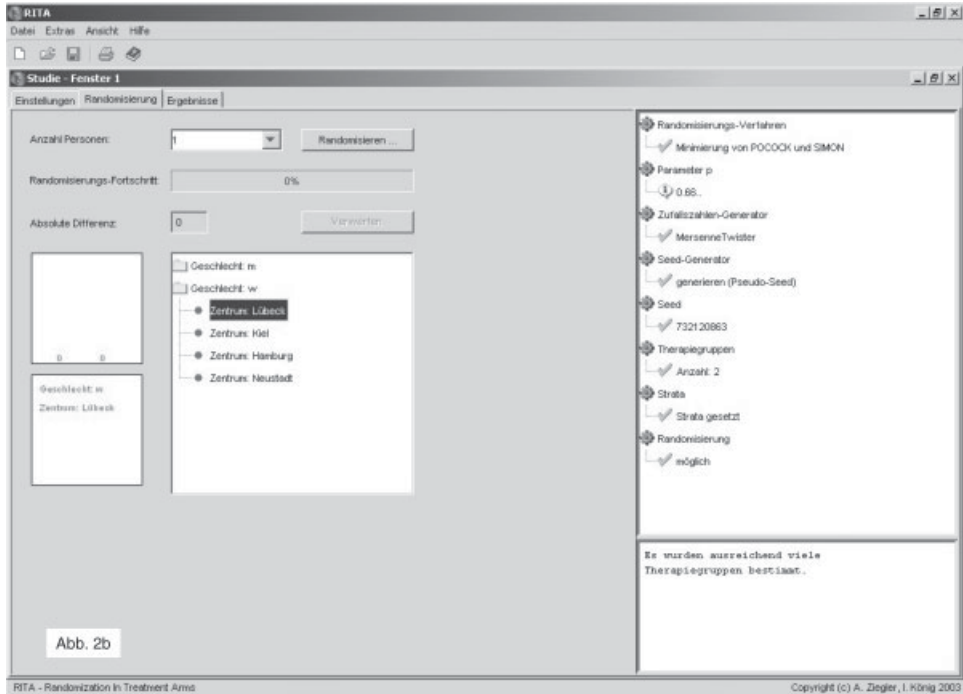 RITA
Datei Extras Ansicht Hilfe
Studie - Fenster 1
Einstellungen Randomisierung Ergebnisse
Anzahl Personen: 1 Randomisieren ...
Randomisierungs-Fortschritt: 0%
Absolute Differenz: 0 Verwerfen
0 0
Geschlecht: w
Zentrum: Lübeck
Geschlecht: m
Geschlecht: w
Zentrum: Lübeck
Zentrum: Kiel
Zentrum: Hamburg
Zentrum: Neustadt
Randomisierungs-Verfahren
Minimierung von POCOCK und SIMON
Parameter p
0.66..
Zufallszahlen-Generator
MersenneTwister
Seed-Generator
generieren (Pseudo-Seed)
Seed
732120863
Therapiegruppen
Anzahl: 2
Strata
Strata gesetzt
Randomisierung
möglich
Es wurden ausreichend viele
Therapiegruppen bestimmt.
Abb. 2b
RITA - Randomization In Treatment Arms
Copyright (c) A. Ziegler, I. König 2003